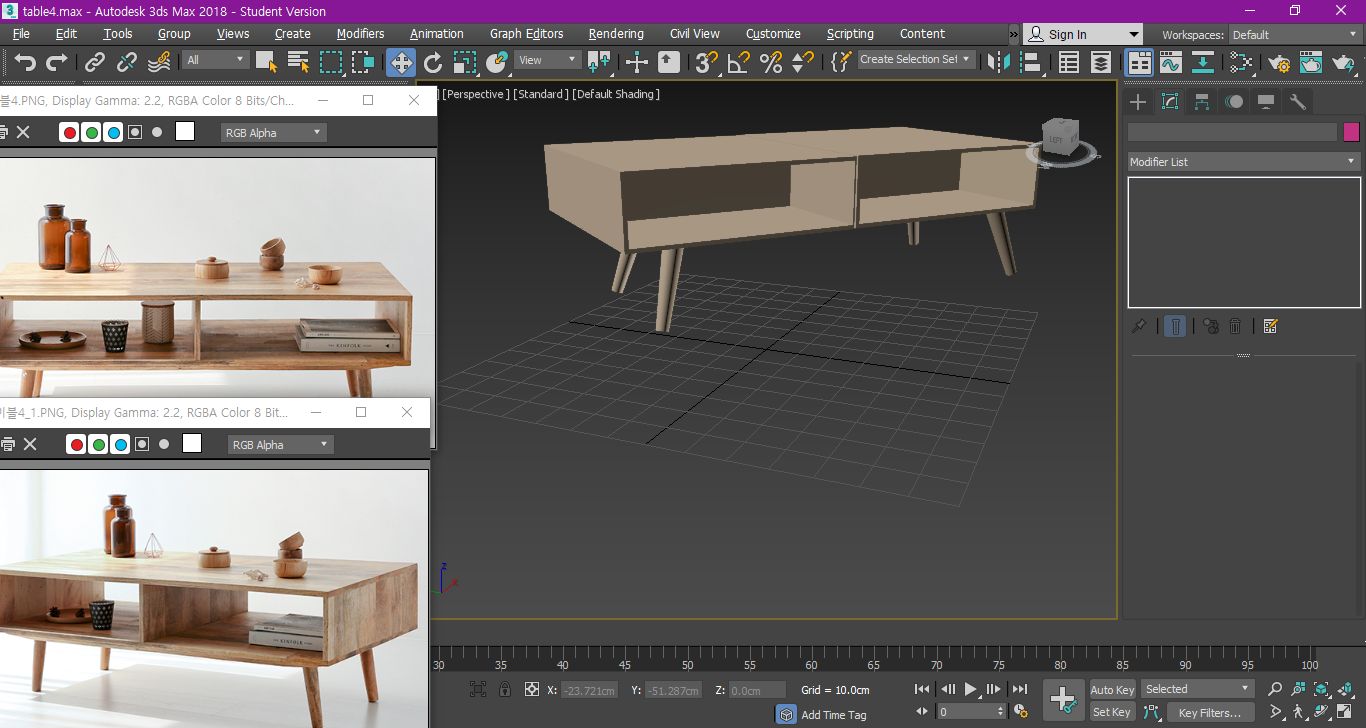 table4.max - Autodesk 3ds Max 2018 - Student Version
File Edit Tools Group Views Create Modifiers Animation Graph Editors Rendering Civil View Customize Scripting Content » Sign In Workspaces: Default
All View Create Selection Set
블4.PNG, Display Gamma: 2.2, RGBA Color 8 Bits/Ch...
[Perspective ] [Standard ] [Default Shading ]
RGB Alpha
LEFT
Modifier List
이블4_1.PNG, Display Gamma: 2.2, RGBA Color 8 Bit...
RGB Alpha
KINFOLK
z
x
30 35 40 45 50 55 60 65 70 75 80 85 90 95 100
X: -23.721cm Y: -51.287cm Z: 0.0cm Grid = 10.0cm
Auto Key Selected
Add Time Tag
0
Set Key Key Filters...